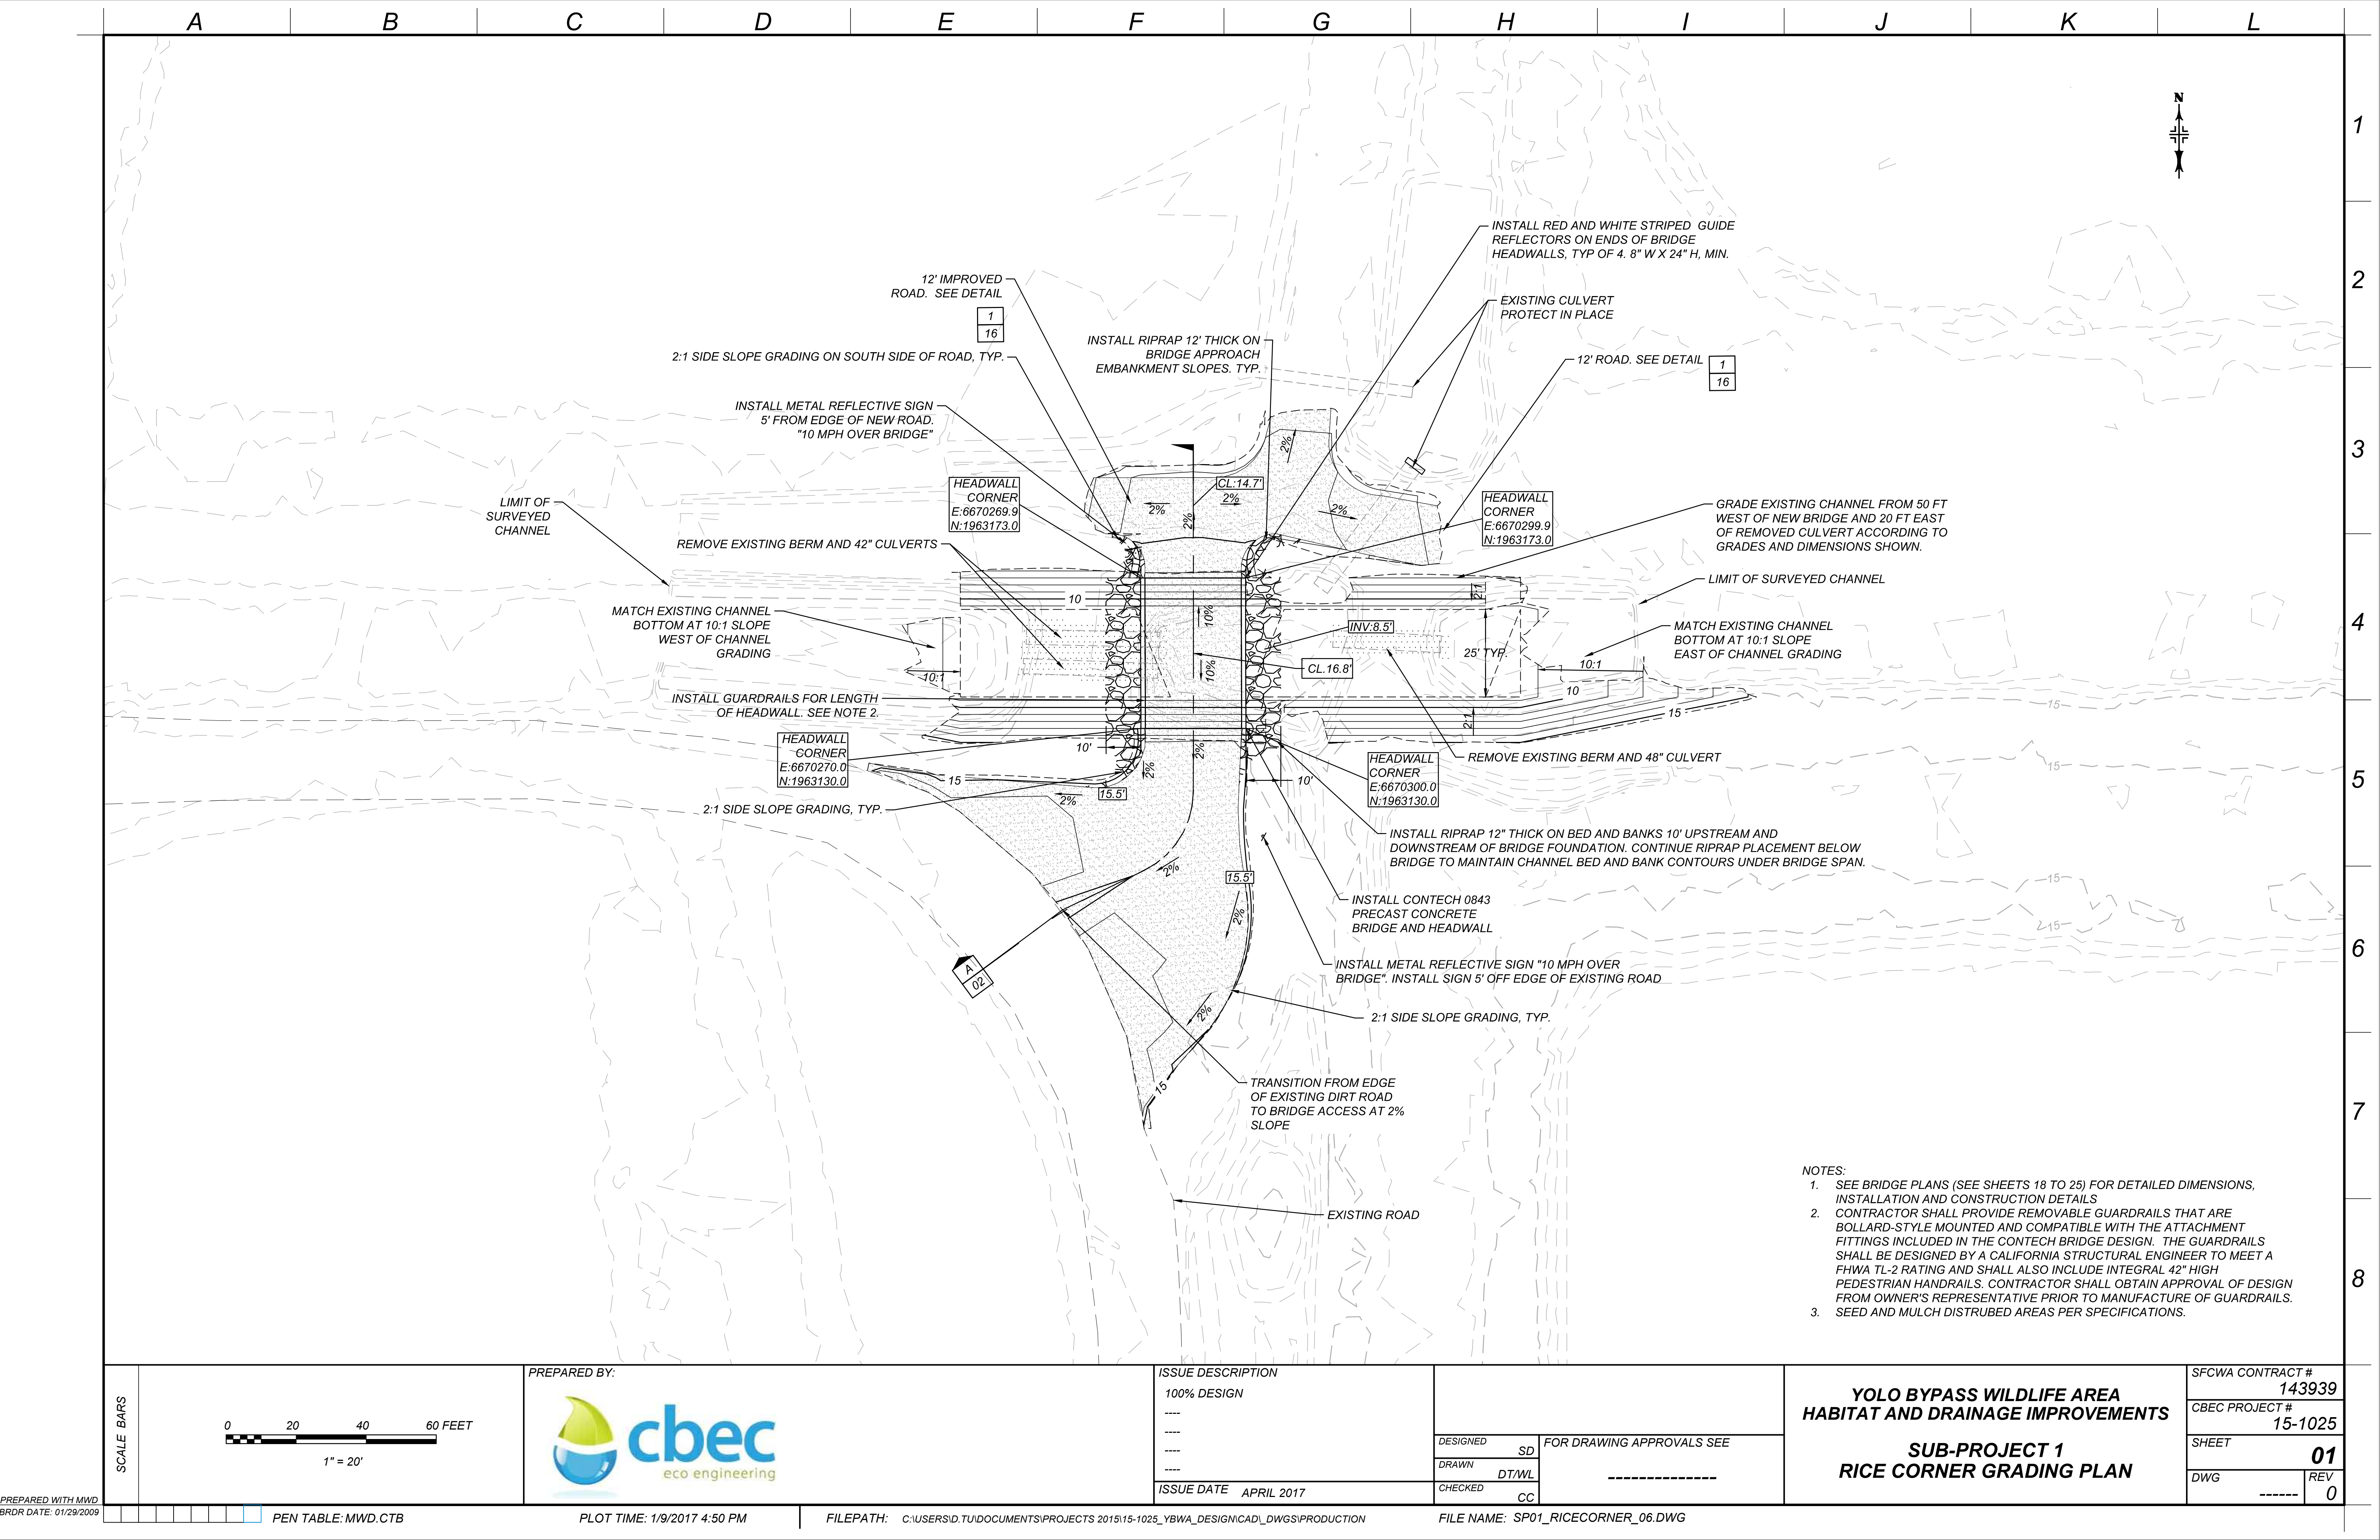 A B C D E F G H I J K L
1
2
3
4
5
6
7
8
N
INSTALL RED AND WHITE STRIPED GUIDE
REFLECTORS ON ENDS OF BRIDGE
HEADWALLS, TYP OF 4. 8" W X 24" H, MIN.
12' IMPROVED
ROAD. SEE DETAIL
1
16
EXISTING CULVERT
PROTECT IN PLACE
INSTALL RIPRAP 12' THICK ON
BRIDGE APPROACH
EMBANKMENT SLOPES. TYP.
2:1 SIDE SLOPE GRADING ON SOUTH SIDE OF ROAD, TYP.
12' ROAD. SEE DETAIL
1
16
INSTALL METAL REFLECTIVE SIGN
5' FROM EDGE OF NEW ROAD.
"10 MPH OVER BRIDGE"
2%
HEADWALL
CORNER
E:6670269.9
N:1963173.0
CL:14.7'
2%
2%
2%
2%
HEADWALL
CORNER
E:6670299.9
N:1963173.0
LIMIT OF
SURVEYED
CHANNEL
GRADE EXISTING CHANNEL FROM 50 FT
WEST OF NEW BRIDGE AND 20 FT EAST
OF REMOVED CULVERT ACCORDING TO
GRADES AND DIMENSIONS SHOWN.
REMOVE EXISTING BERM AND 42" CULVERTS
LIMIT OF SURVEYED CHANNEL
2:1
10
10%
MATCH EXISTING CHANNEL
BOTTOM AT 10:1 SLOPE
WEST OF CHANNEL
GRADING
INV:8.5'
MATCH EXISTING CHANNEL
BOTTOM AT 10:1 SLOPE
EAST OF CHANNEL GRADING
25' TYP.
10:1
CL.16.8'
10%
10:1
10
INSTALL GUARDRAILS FOR LENGTH
OF HEADWALL. SEE NOTE 2.
15
15
2:1
HEADWALL
CORNER
E:6670270.0
N:1963130.0
10'
2%
2%
REMOVE EXISTING BERM AND 48" CULVERT
HEADWALL
CORNER
E:6670300.0
N:1963130.0
15
15
10'
15.5'
2%
2:1 SIDE SLOPE GRADING, TYP.
INSTALL RIPRAP 12" THICK ON BED AND BANKS 10' UPSTREAM AND
DOWNSTREAM OF BRIDGE FOUNDATION. CONTINUE RIPRAP PLACEMENT BELOW
BRIDGE TO MAINTAIN CHANNEL BED AND BANK CONTOURS UNDER BRIDGE SPAN.
2%
15.5'
15
INSTALL CONTECH 0843
PRECAST CONCRETE
BRIDGE AND HEADWALL
2%
15
A
02
INSTALL METAL REFLECTIVE SIGN "10 MPH OVER
BRIDGE". INSTALL SIGN 5' OFF EDGE OF EXISTING ROAD
2%
2:1 SIDE SLOPE GRADING, TYP.
15
TRANSITION FROM EDGE
OF EXISTING DIRT ROAD
TO BRIDGE ACCESS AT 2%
SLOPE
EXISTING ROAD
NOTES:
1. SEE BRIDGE PLANS (SEE SHEETS 18 TO 25) FOR DETAILED DIMENSIONS,
INSTALLATION AND CONSTRUCTION DETAILS
2. CONTRACTOR SHALL PROVIDE REMOVABLE GUARDRAILS THAT ARE
BOLLARD-STYLE MOUNTED AND COMPATIBLE WITH THE ATTACHMENT
FITTINGS INCLUDED IN THE CONTECH BRIDGE DESIGN. THE GUARDRAILS
SHALL BE DESIGNED BY A CALIFORNIA STRUCTURAL ENGINEER TO MEET A
FHWA TL-2 RATING AND SHALL ALSO INCLUDE INTEGRAL 42" HIGH
PEDESTRIAN HANDRAILS. CONTRACTOR SHALL OBTAIN APPROVAL OF DESIGN
FROM OWNER'S REPRESENTATIVE PRIOR TO MANUFACTURE OF GUARDRAILS.
3. SEED AND MULCH DISTRUBED AREAS PER SPECIFICATIONS.
SCALE BARS
0 20 40 60 FEET
1" = 20'
PREPARED BY:
cbec
eco engineering
ISSUE DESCRIPTION
100% DESIGN
----
----
----
----
ISSUE DATE APRIL 2017
DESIGNED SD
DRAWN DT/WL
CHECKED CC
FOR DRAWING APPROVALS SEE
--------------
YOLO BYPASS WILDLIFE AREA
HABITAT AND DRAINAGE IMPROVEMENTS
SUB-PROJECT 1
RICE CORNER GRADING PLAN
SFCWA CONTRACT #
143939
CBEC PROJECT #
15-1025
SHEET
01
DWG
------
REV
0
PREPARED WITH MWD
BRDR DATE: 01/29/2009
PEN TABLE: MWD.CTB
PLOT TIME: 1/9/2017 4:50 PM
FILEPATH: C:\USERS\D.TU\DOCUMENTS\PROJECTS 2015\15-1025_YBWA_DESIGN\CAD\_DWGS\PRODUCTION
FILE NAME: SP01_RICECORNER_06.DWG